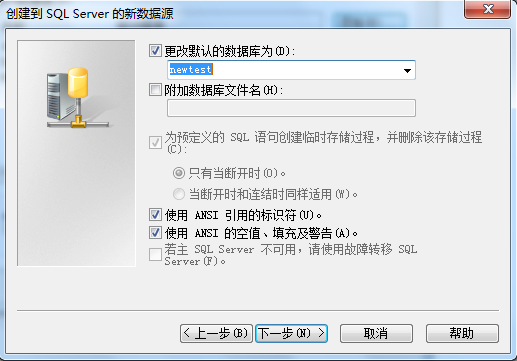 创建到 SQL Server 的新数据源
更改默认的数据库为(D):
newtest
附加数据库文件名(H):
为预定义的 SQL 语句创建临时存储过程，并删除该存储过程
(C):
只有当断开时(O)。
当断开时和连结时同样适用(W)。
使用 ANSI 引用的标识符(U)。
使用 ANSI 的空值、填充及警告(A)。
若主 SQL Server 不可用，请使用故障转移 SQL
Server(F)。
< 上一步(B)
下一步(N) >
取消
帮助